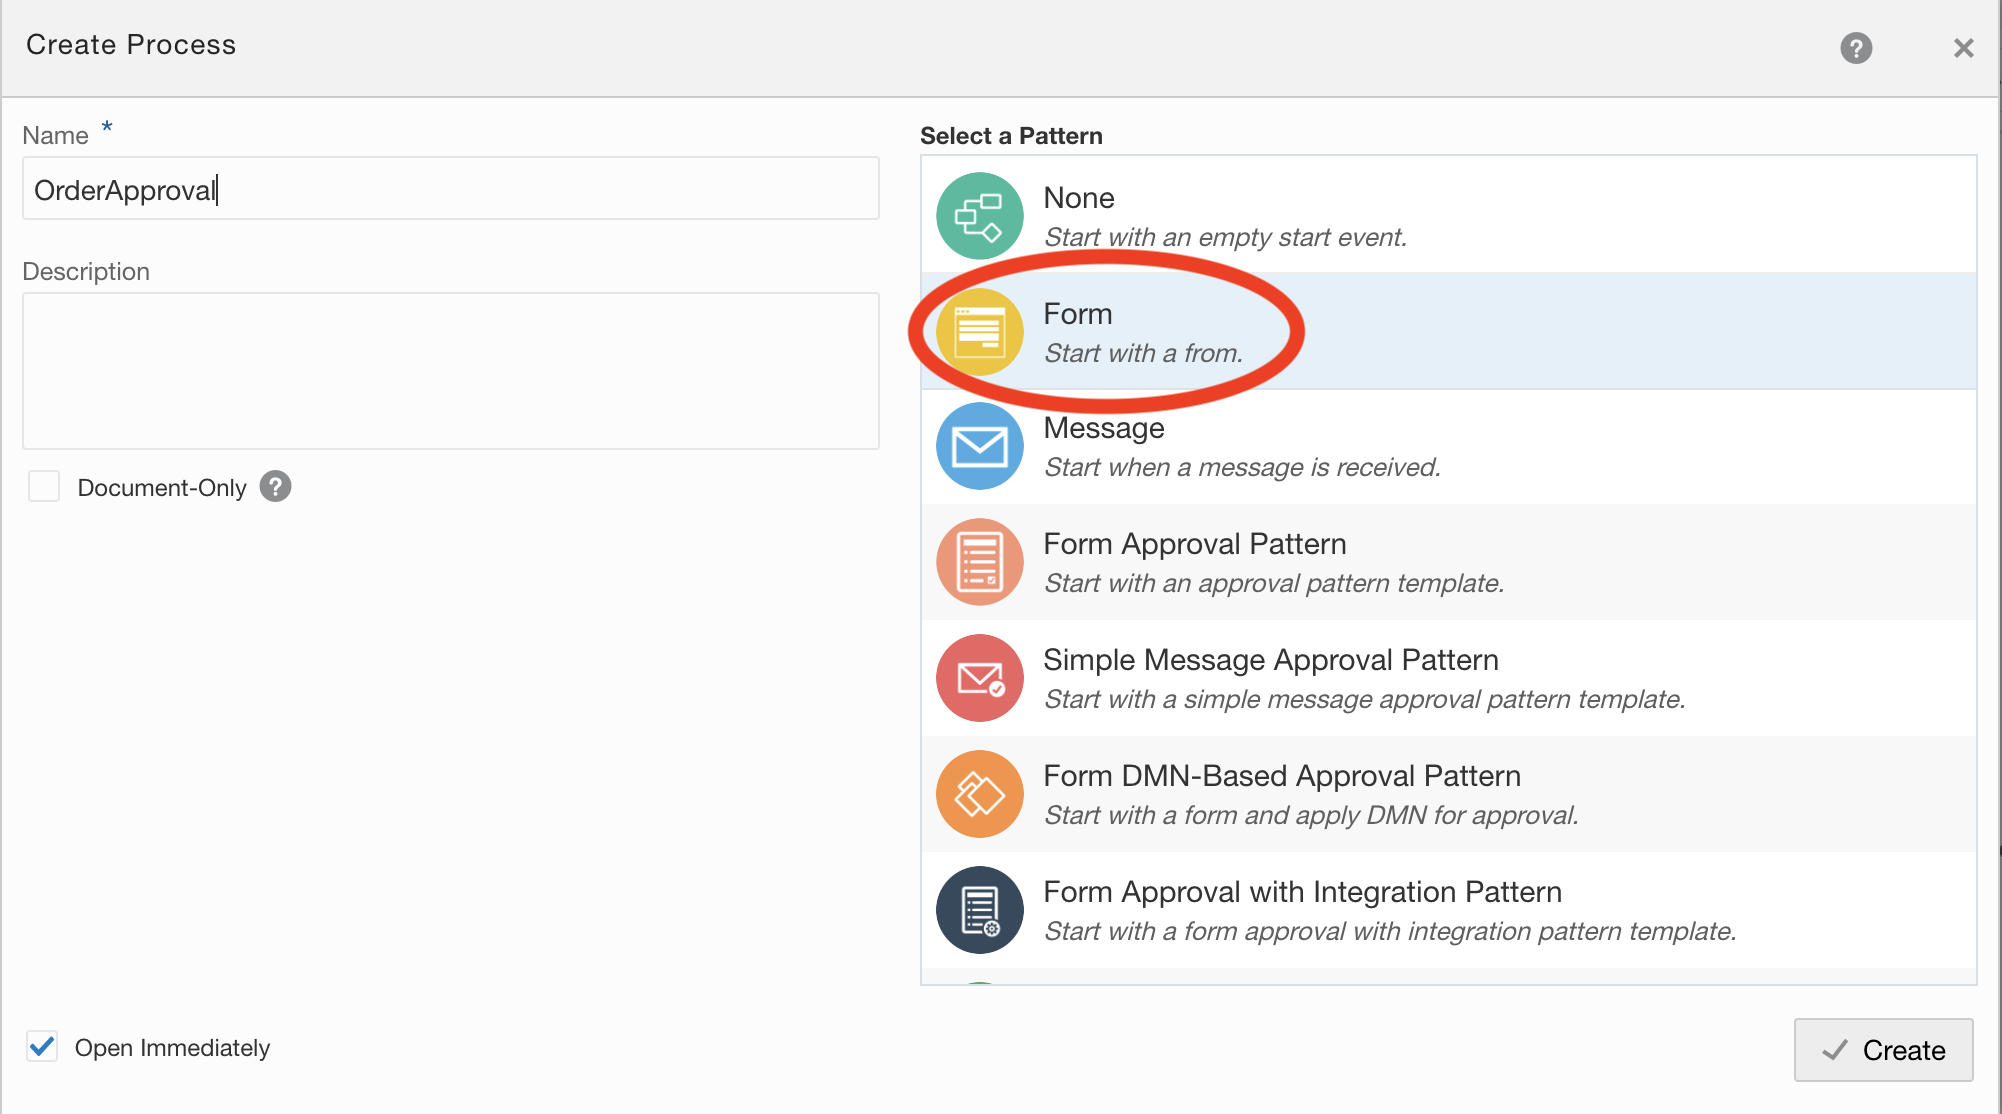 Create Process
?
Name *
OrderApproval
Description
Document-Only ?
Select a Pattern
None
Start with an empty start event.
Form
Start with a from.
Message
Start when a message is received.
Form Approval Pattern
Start with an approval pattern template.
Simple Message Approval Pattern
Start with a simple message approval pattern template.
Form DMN-Based Approval Pattern
Start with a form and apply DMN for approval.
Form Approval with Integration Pattern
Start with a form approval with integration pattern template.
Open Immediately
Create